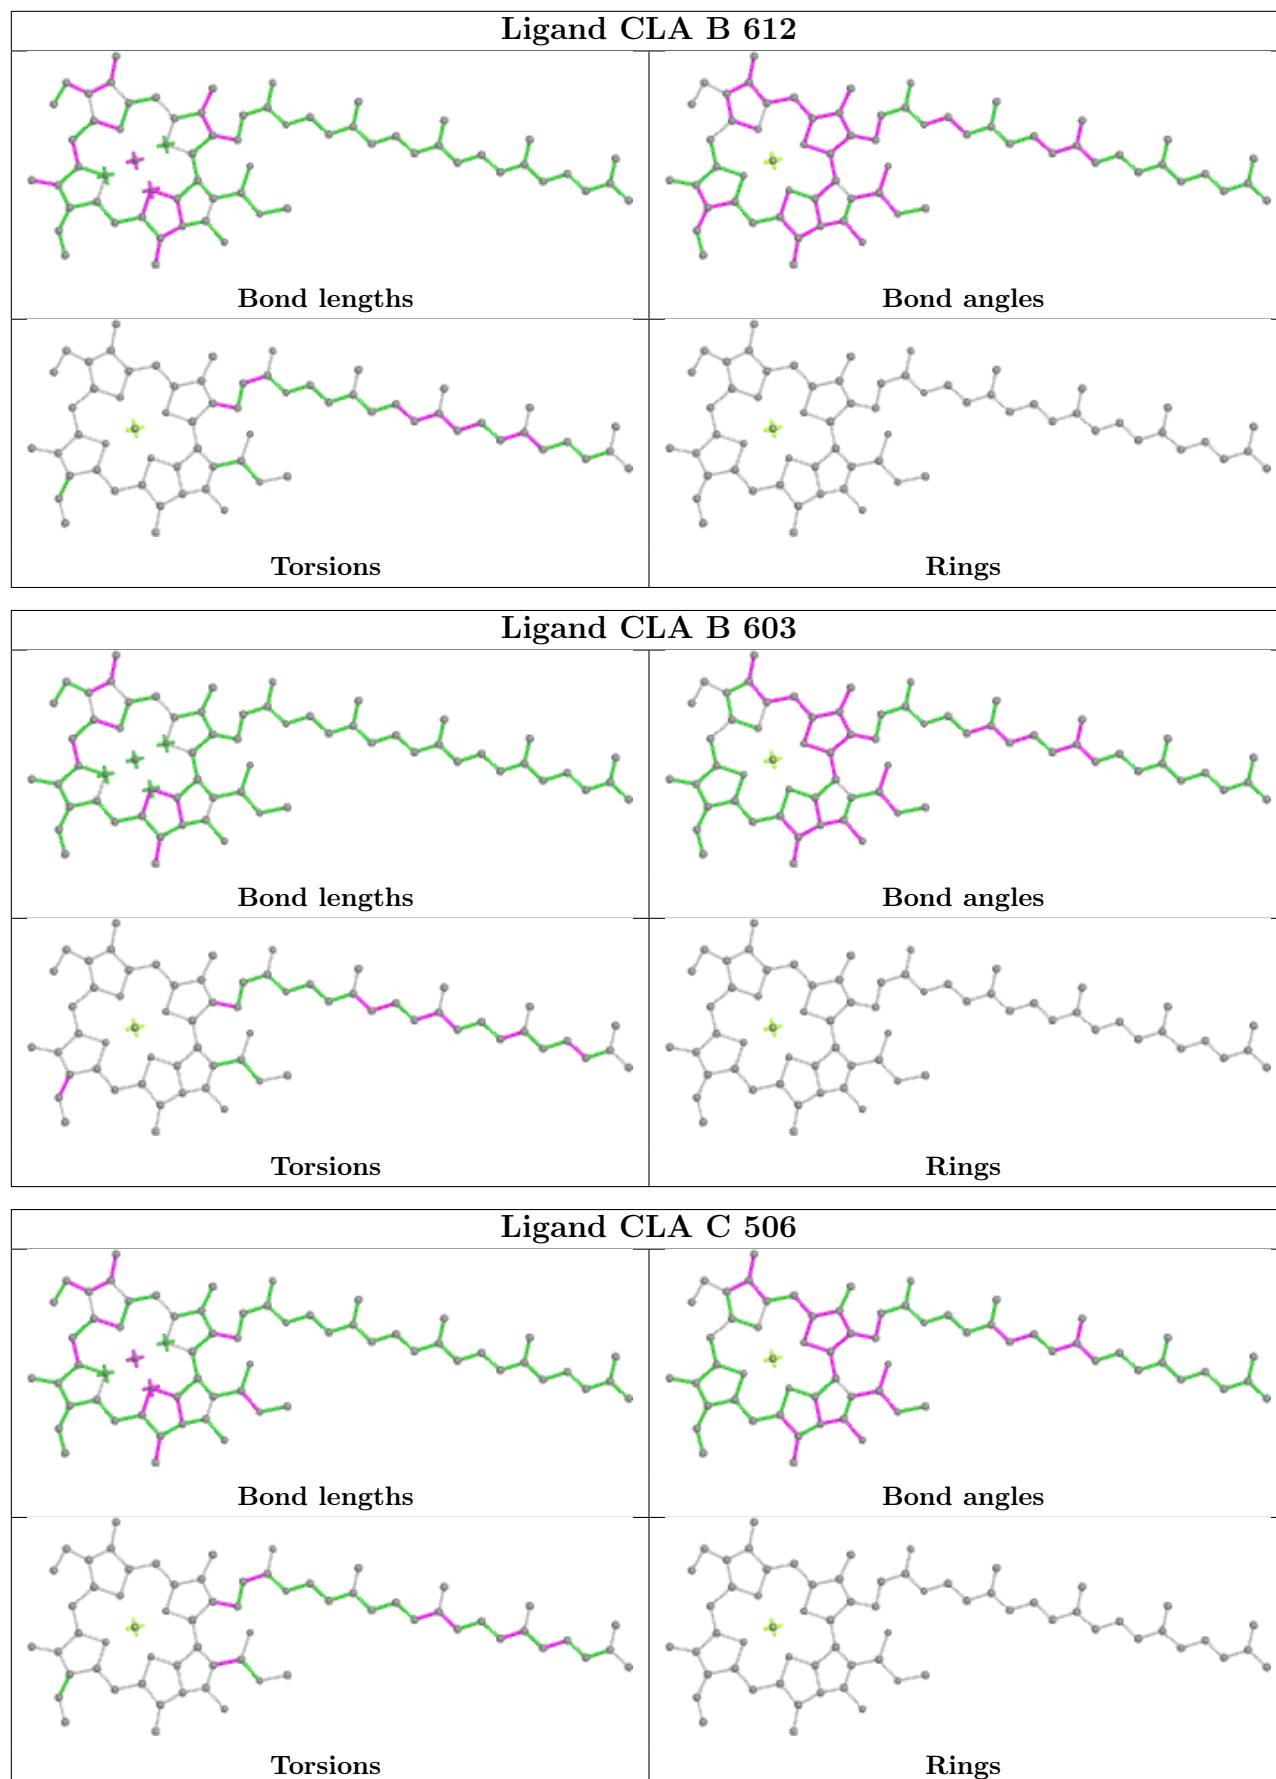 Ligand CLA B 612
Bond lengths
Bond angles
Torsions
Rings
Ligand CLA B 603
Bond lengths
Bond angles
Torsions
Rings
Ligand CLA C 506
Bond lengths
Bond angles
Torsions
Rings